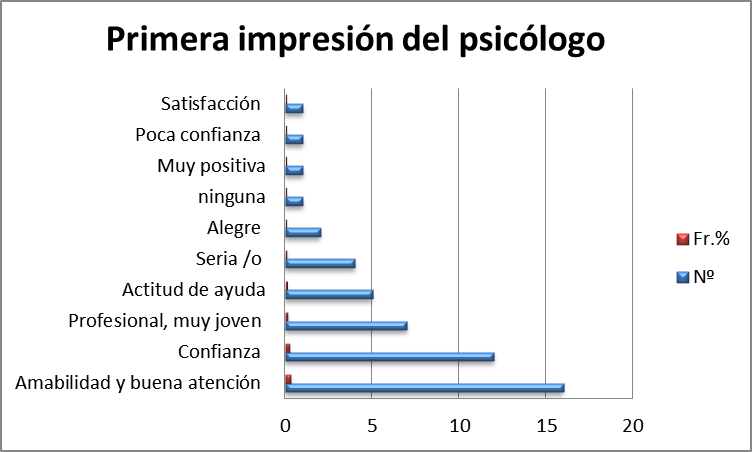 Primera impresión del psicólogo
Satisfacción
Poca confianza
Muy positiva
ninguna
Alegre
Seria /o
Actitud de ayuda
Profesional, muy joven
Confianza
Amabilidad y buena atención
0 5 10 15 20
Fr.%
Nº